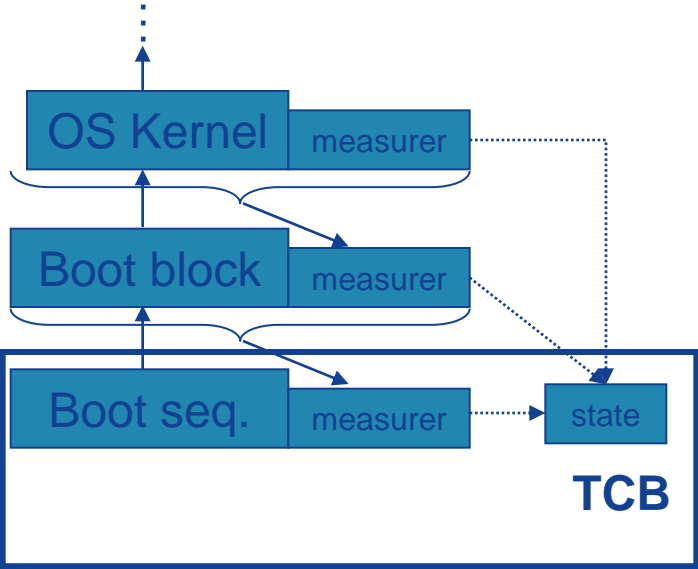 OS Kernel
measurer
Boot block
measurer
Boot seq.
measurer
state
TCB